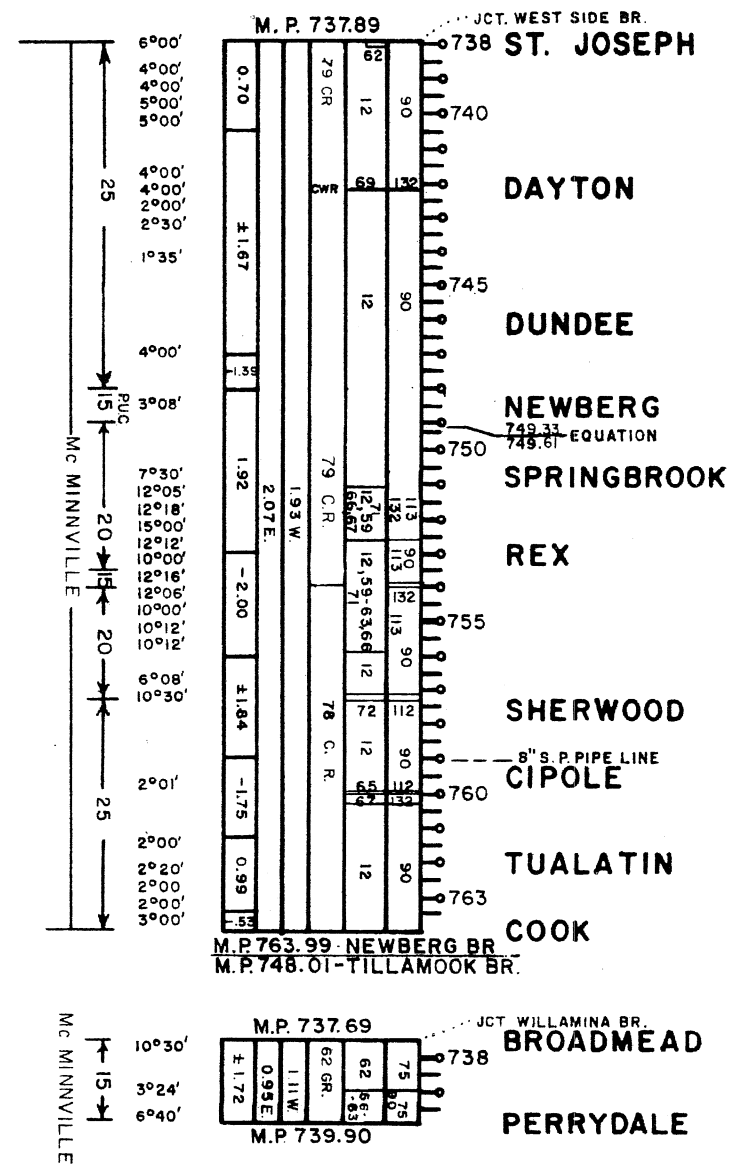 M.P. 737.89
JCT. WEST SIDE BR.
6°00' 62 738 ST. JOSEPH
4°00' 79 CR
4°00' 0.70 12 90
5°00' 740
5°00'
4°00' 69 132
4°00' CWR DAYTON
2°00'
2°30'
25
± 1.67
1°35'
745
12 90
DUNDEE
4°00'
-1.39
15 PUC
3°08' NEWBERG
749.33
749.61 EQUATION
750
Mc MINNVILLE
1.92 79 C.R.
7°30' SPRINGBROOK
12°05'
12°18' 2.07 E. 1.93 W. 12,59 71 66,67 132 113
15°00'
20
12°12'
10°00' REX
90 113
15
12°16'
12°06' 132
-2.00 12,59-63,66 71
10°00'
10°12' 113 755
10°12'
20
90
12
6°08'
10°30'
± 1.84 78 C.R. 72 112 SHERWOOD
12 90
8" S.P. PIPE LINE
CIPOLE
2°01' -1.75 65 112 760
67 132
25
2°00'
2°20' 0.99 12 90 TUALATIN
2°00
2°00' 763
3°00' -.53 COOK
M.P. 763.99 - NEWBERG BR
M.P. 748.01 - TILLAMOOK BR.
M.P. 737.69
JCT WILLAMINA BR.
BROADMEAD
10°30' 738
Mc MINNVILLE
15
± 1.72 0.95 E. 1.11 W. 62 GR. 62 75
3°24' 66-63 90 75
6°40' PERRYDALE
M.P. 739.90